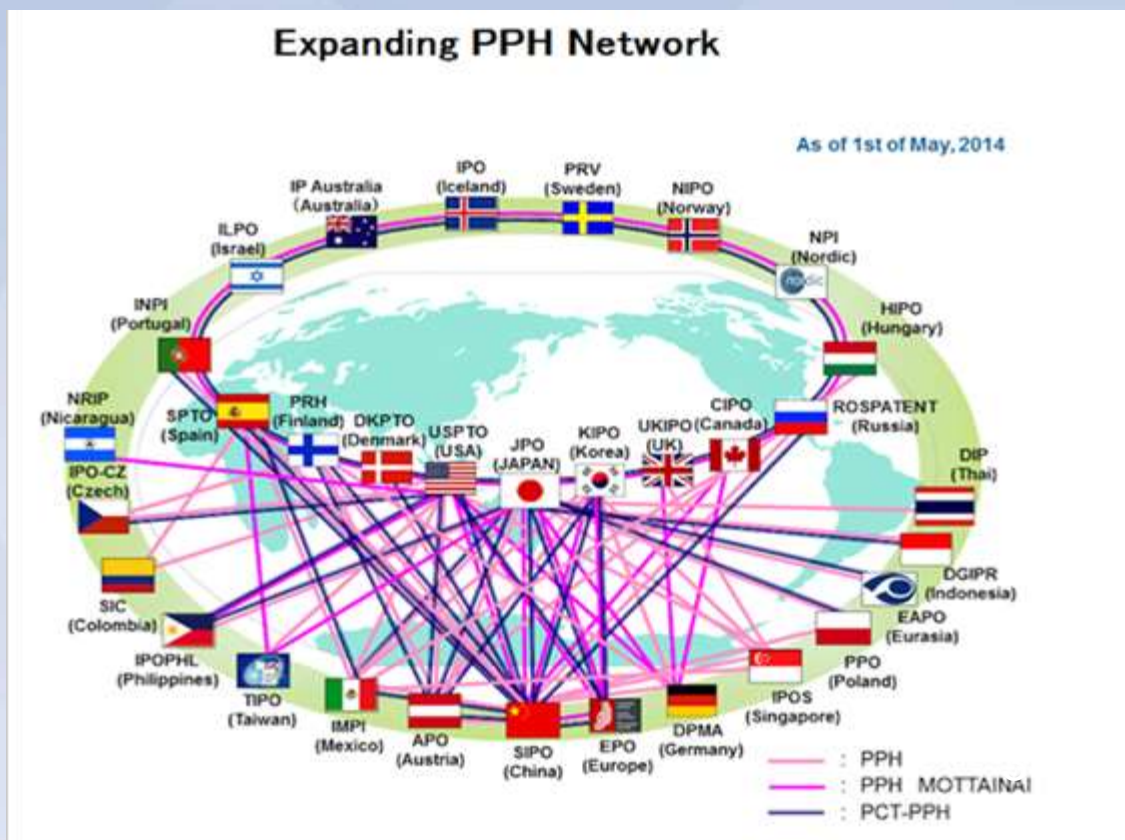 Expanding PPH Network
As of 1st of May, 2014
IPO
(Iceland)
PRV
(Sweden)
IP Australia
(Australia)
NIPO
(Norway)
ILPO
(Israel)
NPI
(Nordic)
nordic
INPI
(Portugal)
HIPO
(Hungary)
NRIP
(Nicaragua)
SPTO
(Spain)
PRH
(Finland)
DKPTO
(Denmark)
USPTO
(USA)
JPO
(JAPAN)
KIPO
(Korea)
UKIPO
(UK)
CIPO
(Canada)
ROSPATENT
(Russia)
IPO-CZ
(Czech)
DIP
(Thai)
SIC
(Colombia)
DGIPR
(Indonesia)
IPOPHL
(Philippines)
EAPO
(Eurasia)
TIPO
(Taiwan)
PPO
(Poland)
IMPI
(Mexico)
IPOS
(Singapore)
APO
(Austria)
SIPO
(China)
EPO
(Europe)
DPMA
(Germany)
: PPH
: PPH MOTTAINAI
: PCT-PPH